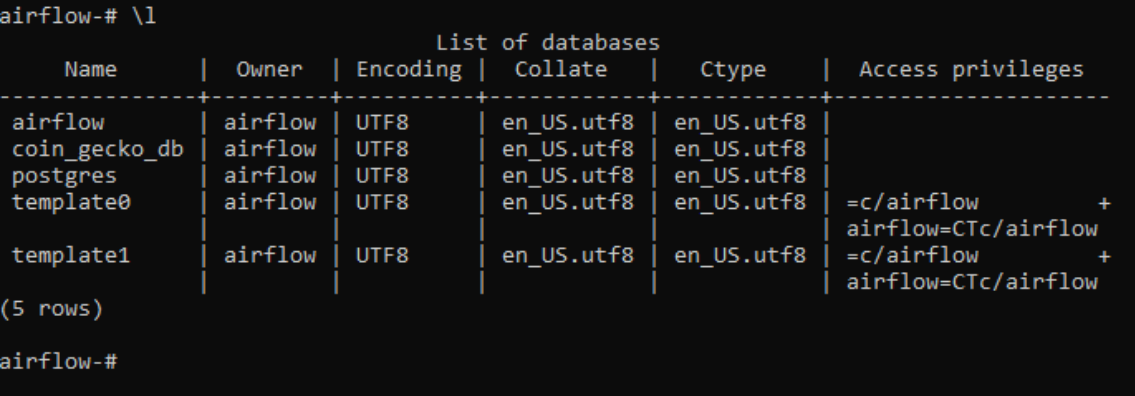 airflow-# \l
                                 List of databases
    Name       |  Owner  | Encoding |  Collate   |   Ctype    |  Access privileges
---------------+---------+----------+------------+------------+---------------------
 airflow       | airflow | UTF8     | en_US.utf8 | en_US.utf8 |
 coin_gecko_db | airflow | UTF8     | en_US.utf8 | en_US.utf8 |
 postgres      | airflow | UTF8     | en_US.utf8 | en_US.utf8 |
 template0     | airflow | UTF8     | en_US.utf8 | en_US.utf8 | =c/airflow         +
               |         |          |            |            | airflow=CTc/airflow
 template1     | airflow | UTF8     | en_US.utf8 | en_US.utf8 | =c/airflow         +
               |         |          |            |            | airflow=CTc/airflow
(5 rows)

airflow-#